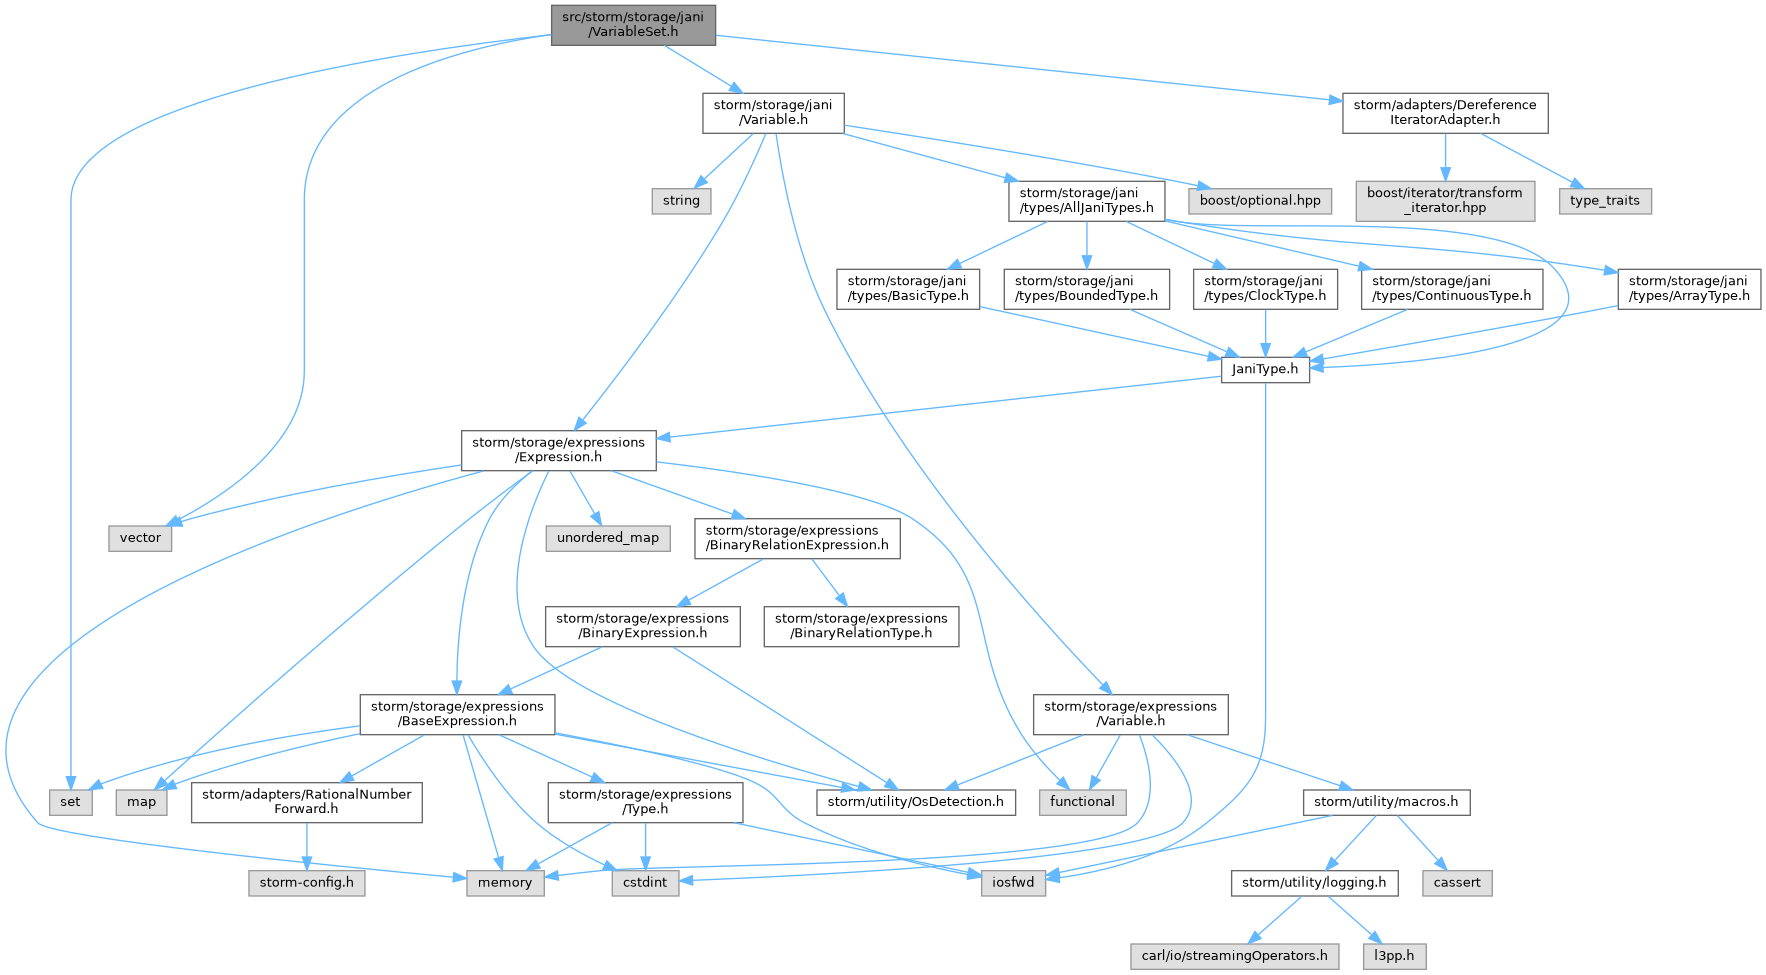 src/storm/storage/jani
/VariableSet.h
storm/storage/jani
/Variable.h
storm/adapters/Dereference
IteratorAdapter.h
string
storm/storage/jani
/types/AllJaniTypes.h
boost/optional.hpp
boost/iterator/transform
_iterator.hpp
type_traits
storm/storage/jani
/types/BasicType.h
storm/storage/jani
/types/BoundedType.h
storm/storage/jani
/types/ClockType.h
storm/storage/jani
/types/ContinuousType.h
storm/storage/jani
/types/ArrayType.h
JaniType.h
storm/storage/expressions
/Expression.h
vector
unordered_map
storm/storage/expressions
/BinaryRelationExpression.h
storm/storage/expressions
/BinaryExpression.h
storm/storage/expressions
/BinaryRelationType.h
storm/storage/expressions
/BaseExpression.h
storm/storage/expressions
/Variable.h
set
map
storm/adapters/RationalNumber
Forward.h
storm/storage/expressions
/Type.h
storm/utility/OsDetection.h
functional
storm/utility/macros.h
storm-config.h
memory
cstdint
iosfwd
storm/utility/logging.h
cassert
carl/io/streamingOperators.h
l3pp.h